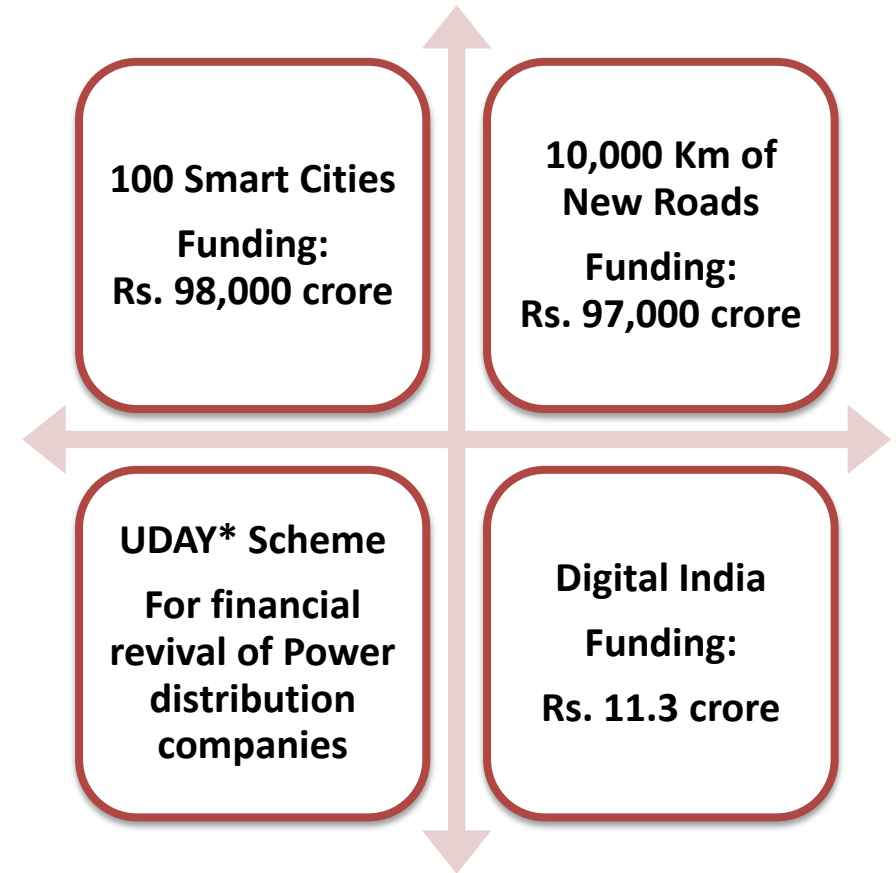 100 Smart Cities
Funding:
Rs. 98,000 crore
10,000 Km of
New Roads
Funding:
Rs. 97,000 crore
UDAY* Scheme
For financial
revival of Power
distribution
companies
Digital India
Funding:
Rs. 11.3 crore